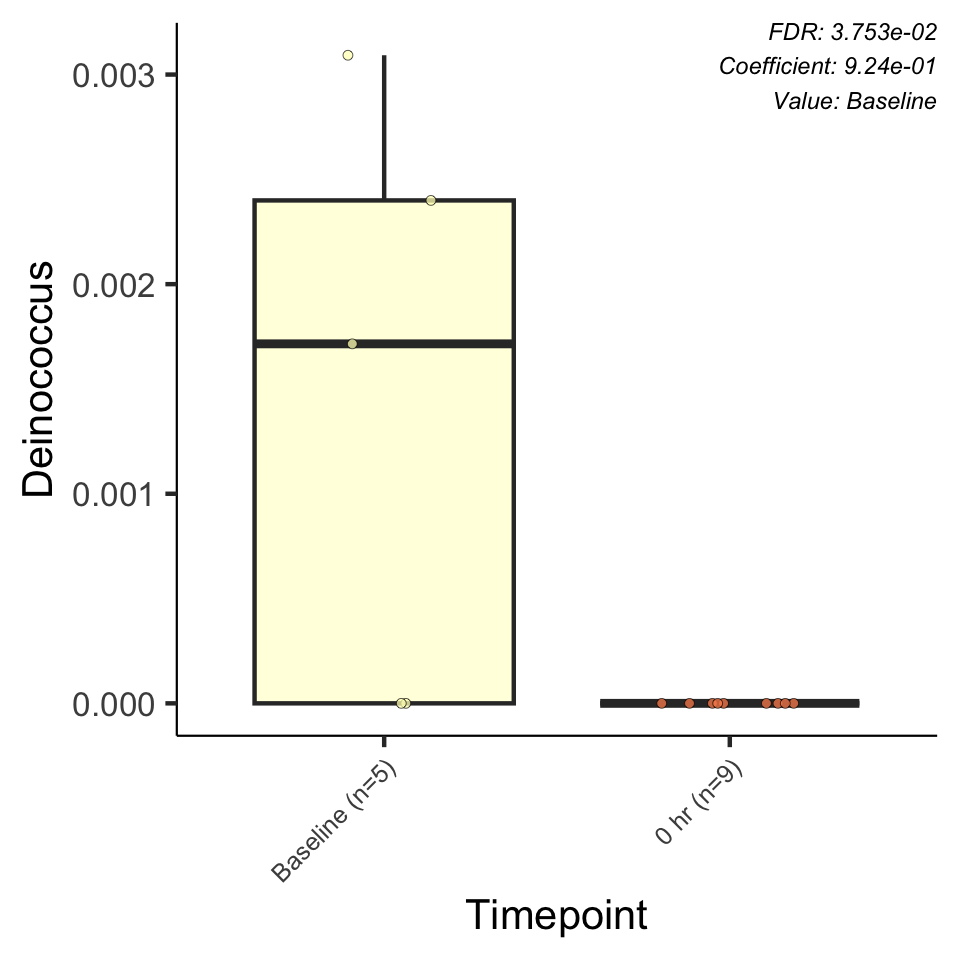 FDR: 3.753e-02
Coefficient: 9.24e-01
Value: Baseline
Deinococcus
0.003
0.002
0.001
0.000
Baseline (n=5)
0 hr (n=9)
Timepoint